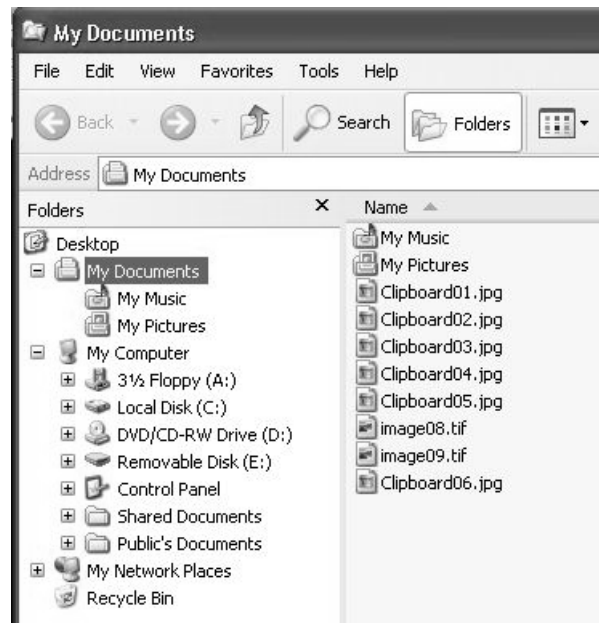 My Documents
File Edit View Favorites Tools Help
Back Search Folders
Address My Documents
Folders X Name
Desktop
My Documents
My Music
My Pictures
My Computer
3½ Floppy (A:)
Local Disk (C:)
DVD/CD-RW Drive (D:)
Removable Disk (E:)
Control Panel
Shared Documents
Public's Documents
My Network Places
Recycle Bin
My Music
My Pictures
Clipboard01.jpg
Clipboard02.jpg
Clipboard03.jpg
Clipboard04.jpg
Clipboard05.jpg
image08.tif
image09.tif
Clipboard06.jpg